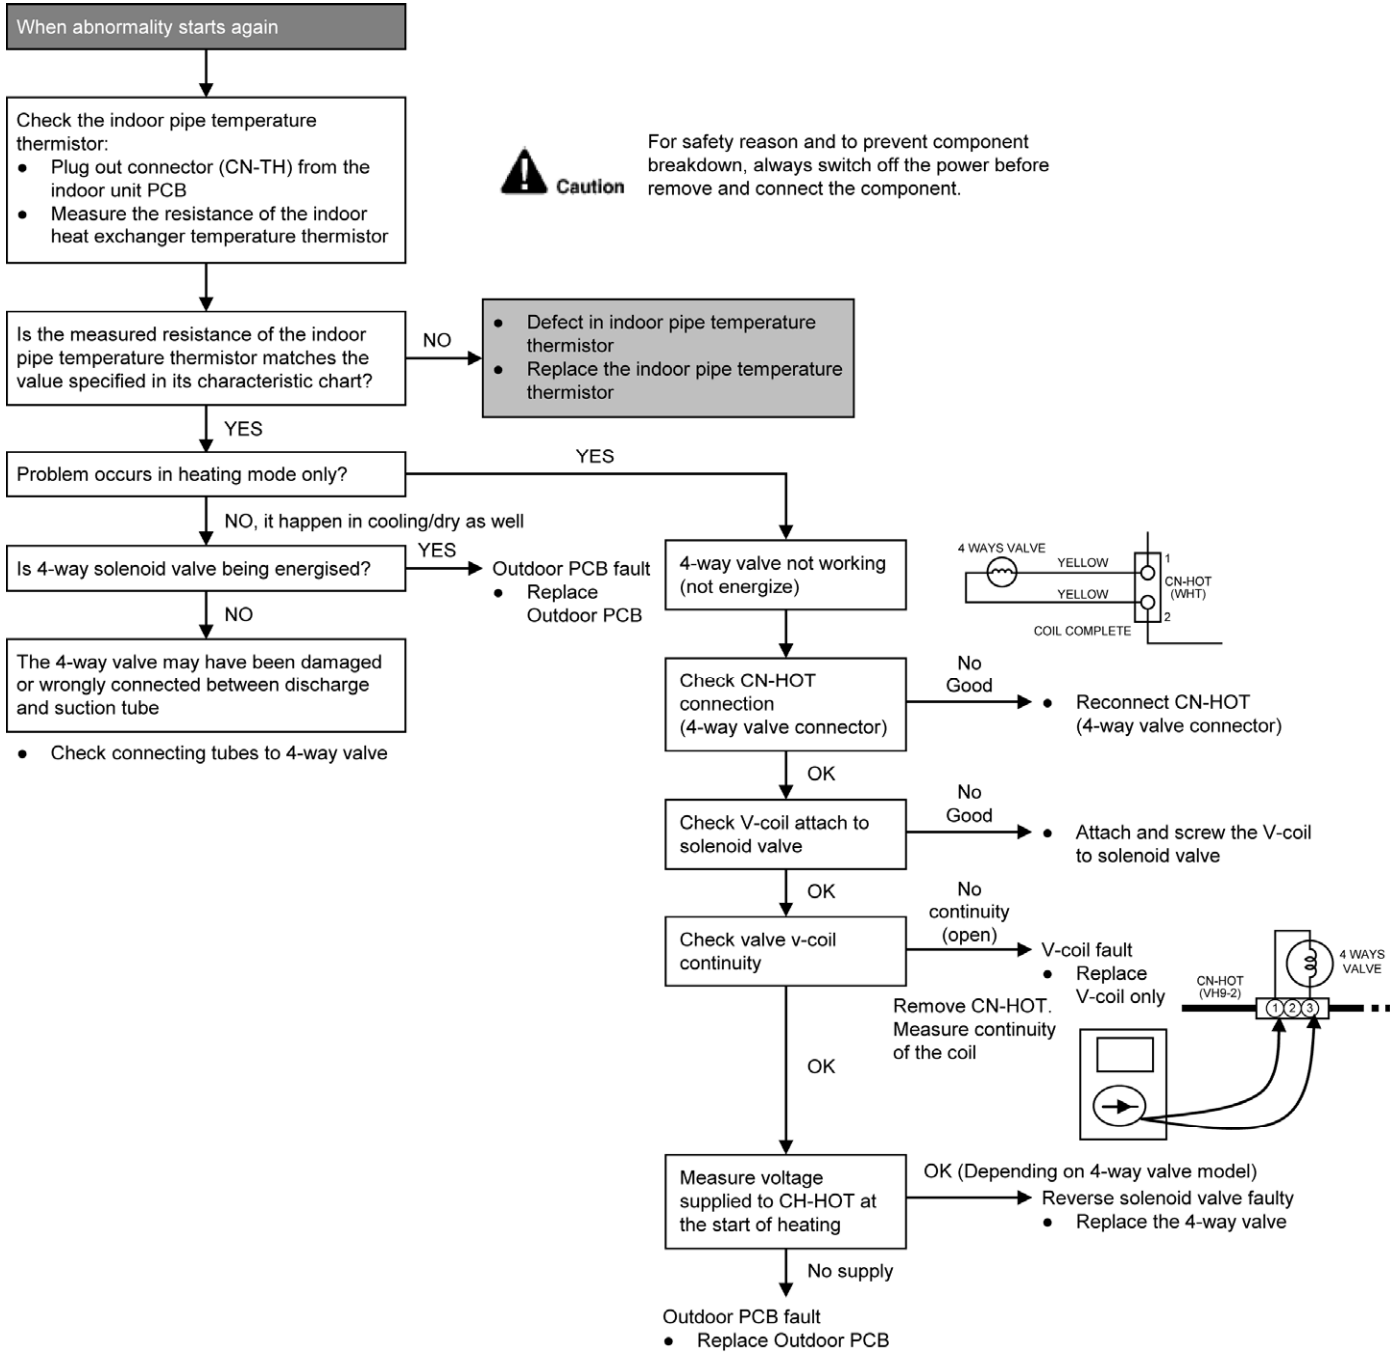 When abnormality starts again
Check the indoor pipe temperature
thermistor:
● Plug out connector (CN-TH) from the
indoor unit PCB
● Measure the resistance of the indoor
heat exchanger temperature thermistor
Caution
For safety reason and to prevent component
breakdown, always switch off the power before
remove and connect the component.
Is the measured resistance of the indoor
pipe temperature thermistor matches the
value specified in its characteristic chart?
NO
● Defect in indoor pipe temperature
thermistor
● Replace the indoor pipe temperature
thermistor
YES
Problem occurs in heating mode only?
YES
NO, it happen in cooling/dry as well
Is 4-way solenoid valve being energised?
YES
Outdoor PCB fault
● Replace
Outdoor PCB
NO
The 4-way valve may have been damaged
or wrongly connected between discharge
and suction tube
● Check connecting tubes to 4-way valve
4-way valve not working
(not energize)
4 WAYS VALVE
YELLOW
YELLOW
1
CN-HOT
(WHT)
2
COIL COMPLETE
Check CN-HOT
connection
(4-way valve connector)
No
Good
● Reconnect CN-HOT
(4-way valve connector)
OK
Check V-coil attach to
solenoid valve
No
Good
● Attach and screw the V-coil
to solenoid valve
OK
Check valve v-coil
continuity
No
continuity
(open)
V-coil fault
● Replace
V-coil only
Remove CN-HOT.
Measure continuity
of the coil
4 WAYS
VALVE
CN-HOT
(VH9-2)
1 2 3
OK
Measure voltage
supplied to CH-HOT at
the start of heating
OK (Depending on 4-way valve model)
Reverse solenoid valve faulty
● Replace the 4-way valve
No supply
Outdoor PCB fault
● Replace Outdoor PCB